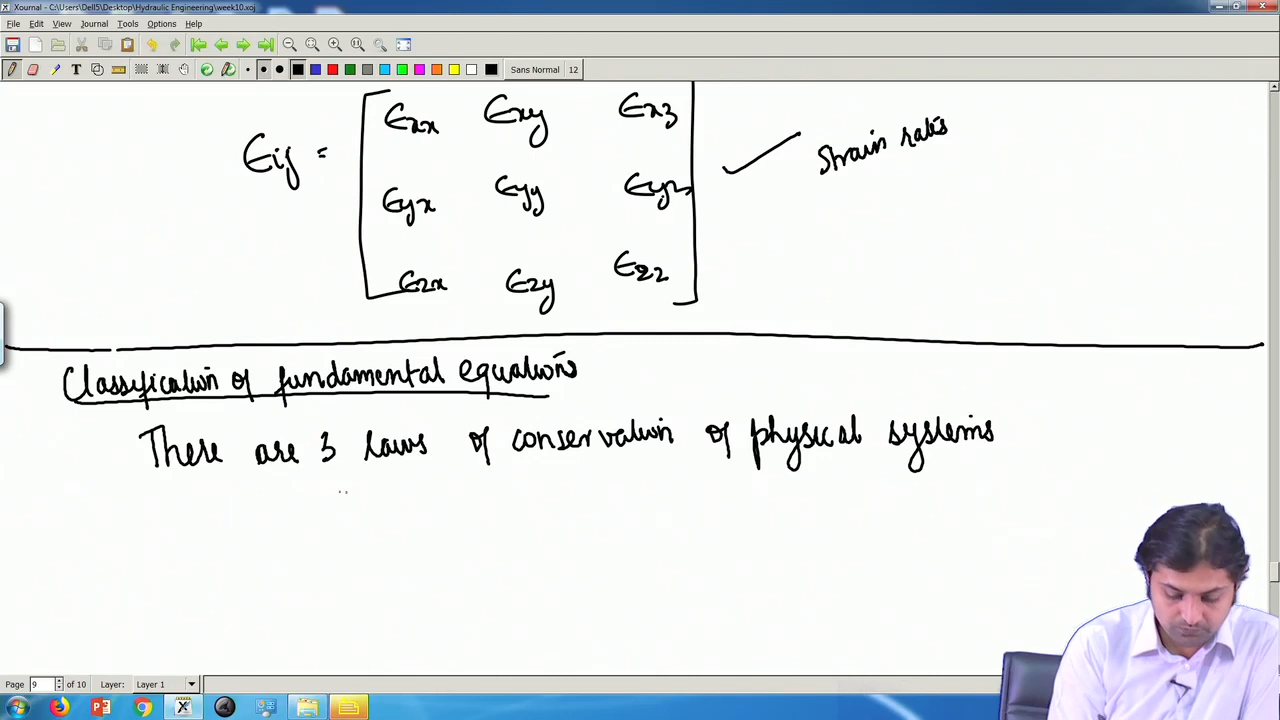 Xournal - C:\Users\Dell5\Desktop\Hydraulic Engineering\week10.xoj
File Edit View Journal Tools Options Help
Sans Normal 12
ϵxx ϵxy ϵxz
ϵij = ϵyx ϵyy ϵyz Strain rates
ϵzx ϵzy ϵzz
Classification of fundamental equations
There are 3 laws of conservation of physical systems
Page 9 of 10 Layer: Layer 1